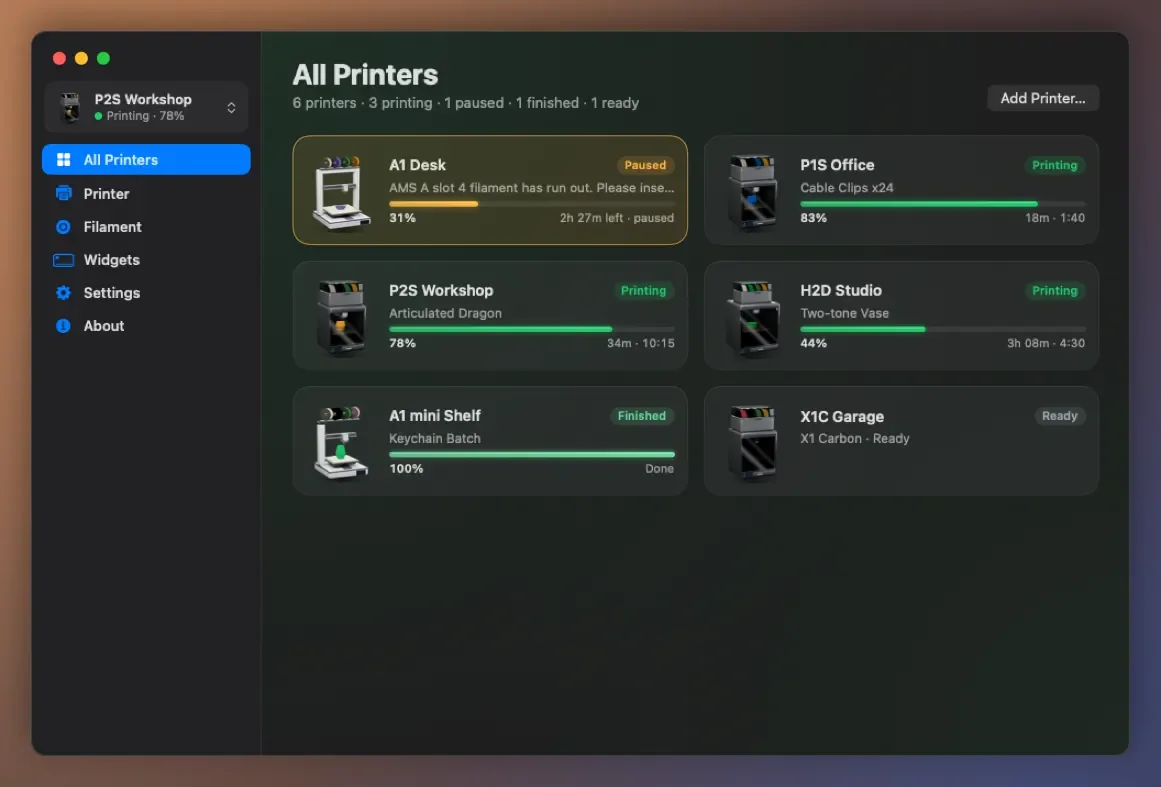 P2S Workshop
Printing · 78%
All Printers
Printer
Filament
Widgets
Settings
About
All Printers
6 printers · 3 printing · 1 paused · 1 finished · 1 ready
Add Printer...
A1 Desk
Paused
AMS A slot 4 filament has run out. Please inse...
31%
2h 27m left · paused
P1S Office
Printing
Cable Clips x24
83%
18m · 1:40
P2S Workshop
Printing
Articulated Dragon
78%
34m · 10:15
H2D Studio
Printing
Two-tone Vase
44%
3h 08m · 4:30
A1 mini Shelf
Finished
Keychain Batch
100%
Done
X1C Garage
Ready
X1 Carbon · Ready